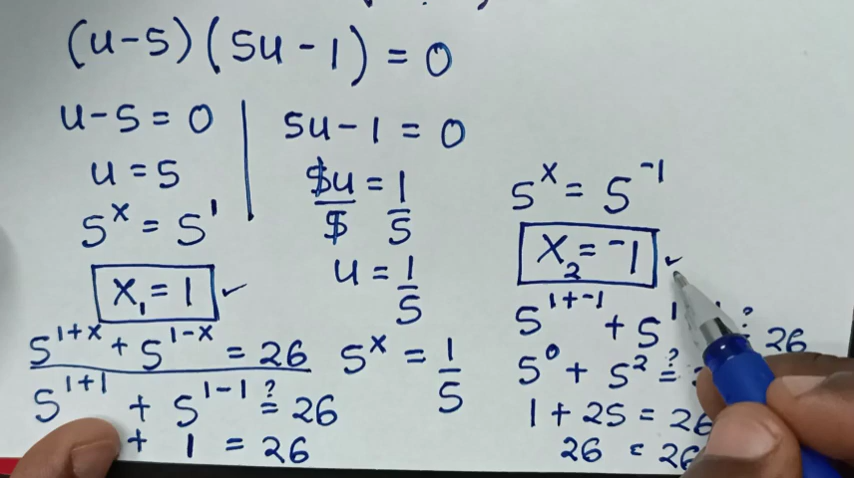 (u-5)(5u-1) = 0
u-5 = 0
u = 5
5^x = 5^1
x₁ = 1 ✓
5^{1+x} + 5^{1-x} = 26
5^{1+1} + 5^{1-1} ≟ 26
+ 1 = 26
5u-1 = 0
5u/5 = 1/5
u = 1/5
5^x = 1/5
5^x = 5^{-1}
x₂ = -1 ✓
5^{1+-1} + 5^1 ≟ 26
5^0 + 5^2 ≟
1 + 25 = 26
26 = 26